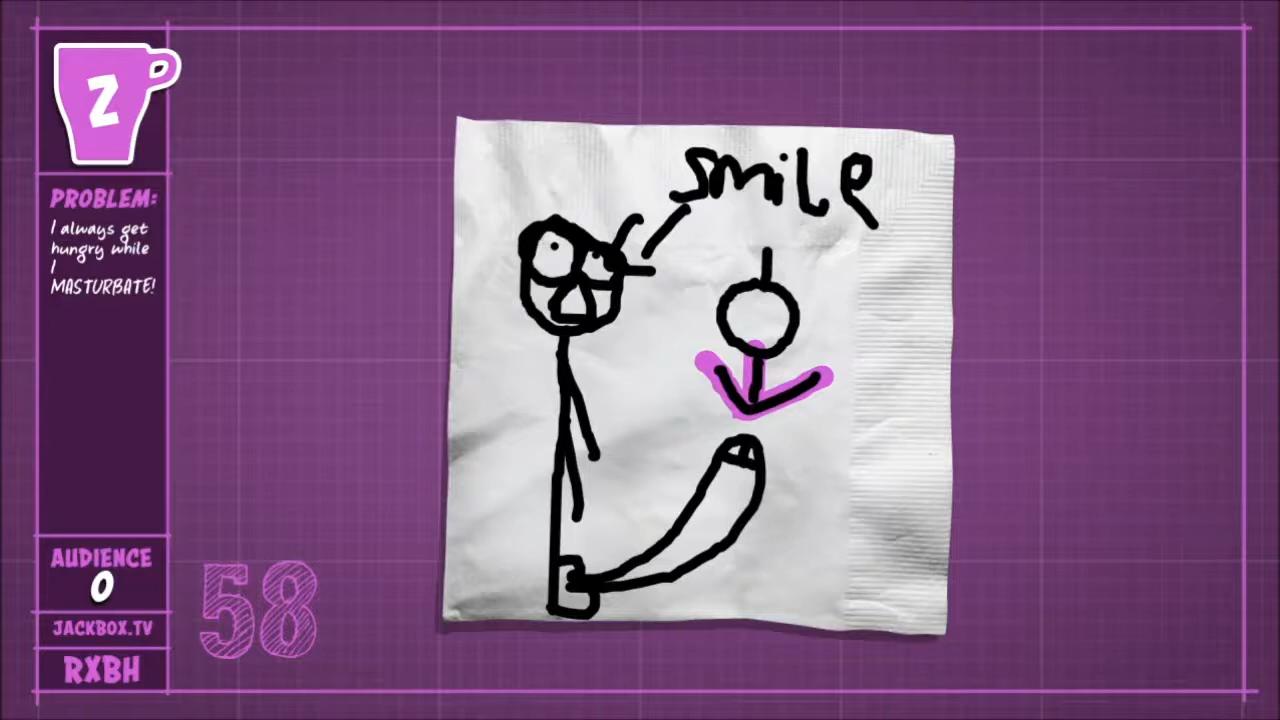 Z
PROBLEM:
I always get
hungry while
I
MASTURBATE!
smile
AUDIENCE
0
JACKBOX.TV
RXBH
58